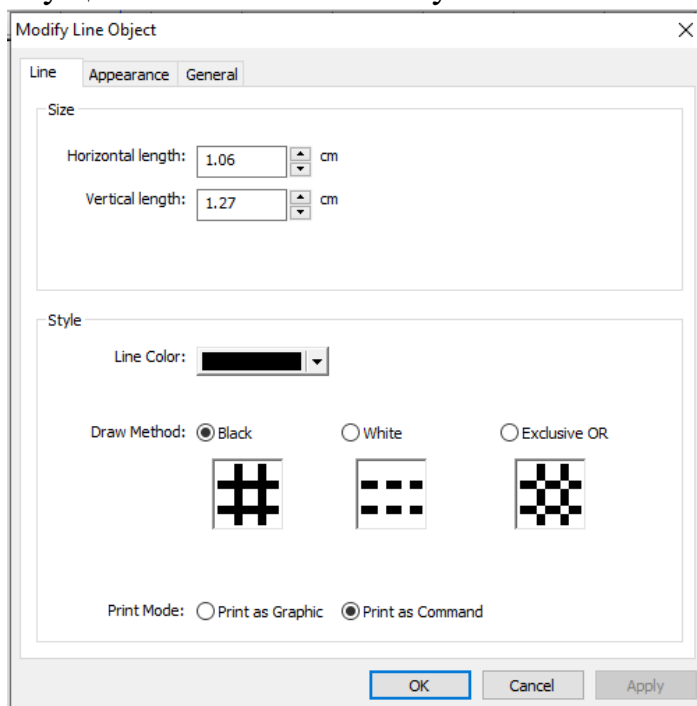 Modify Line Object
Line Appearance General
Size
Horizontal length: 1.06 cm
Vertical length: 1.27 cm
Style
Line Color:
Draw Method: Black White Exclusive OR
Print Mode: Print as Graphic Print as Command
OK Cancel Apply